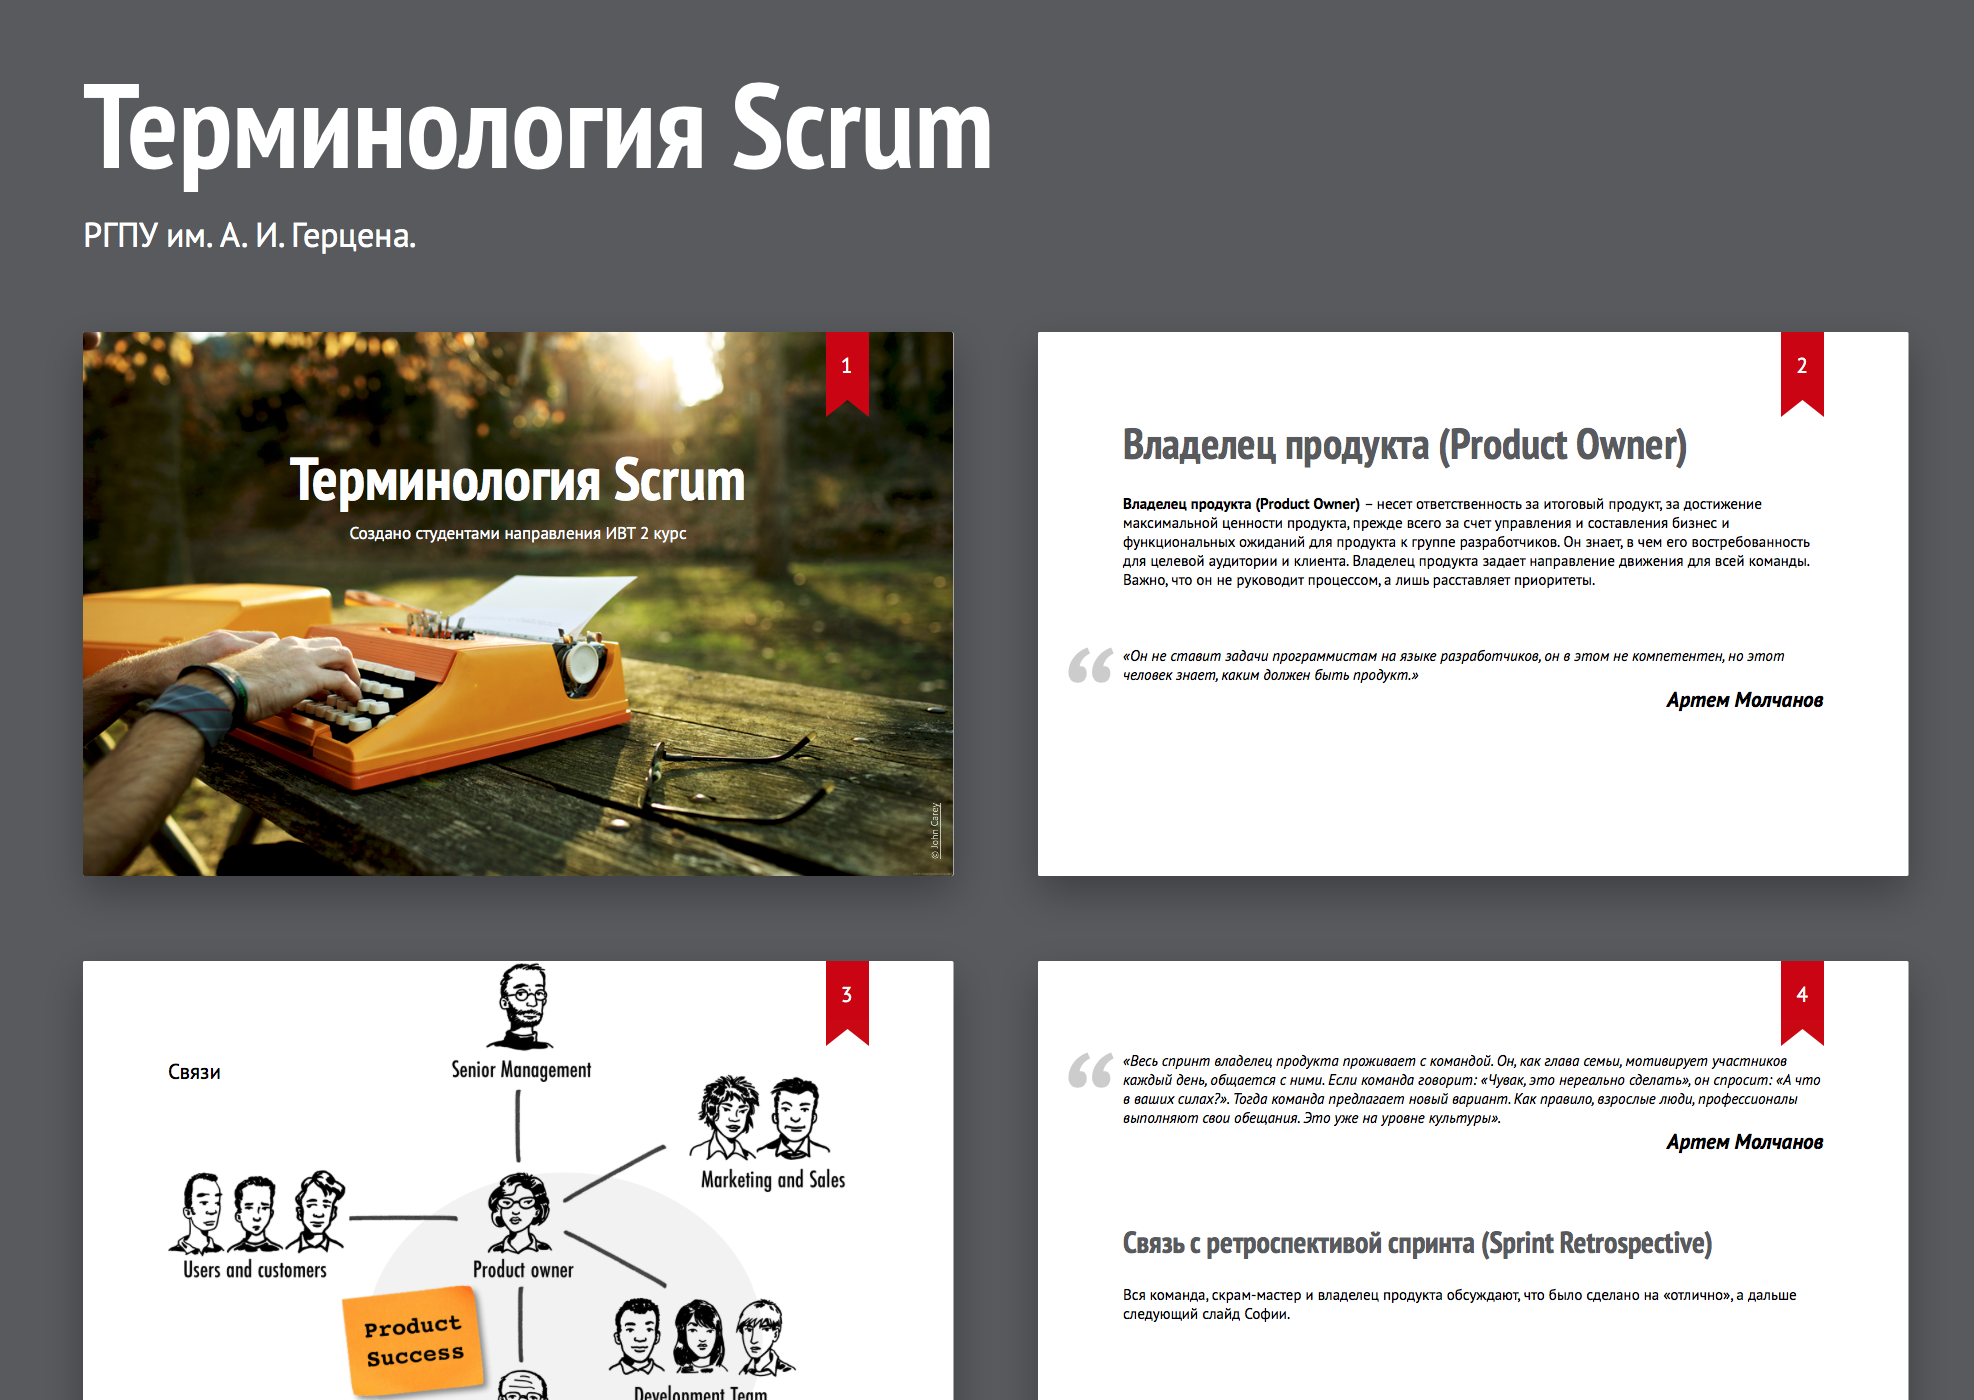 Терминология Scrum
РГПУ им. А. И. Герцена.
1
Терминология Scrum
Создано студентами направления ИВТ 2 курс
© John Carey
2
Владелец продукта (Product Owner)
Владелец продукта (Product Owner) – несет ответственность за итоговый продукт, за достижение
максимальной ценности продукта, прежде всего за счет управления и составления бизнес и
функциональных ожиданий для продукта к группе разработчиков. Он знает, в чем его востребованность
для целевой аудитории и клиента. Владелец продукта задает направление движения для всей команды.
Важно, что он не руководит процессом, а лишь расставляет приоритеты.
«Он не ставит задачи программистам на языке разработчиков, он в этом не компетентен, но этот
человек знает, каким должен быть продукт.»
Артем Молчанов
3
Связи
Senior Management
Marketing and Sales
Users and customers
Product owner
Product
Success
Development Team
4
«Весь спринт владелец продукта проживает с командой. Он, как глава семьи, мотивирует участников
каждый день, общается с ними. Если команда говорит: «Чувак, это нереально сделать», он спросит: «А что
в ваших силах?». Тогда команда предлагает новый вариант. Как правило, взрослые люди, профессионалы
выполняют свои обещания. Это уже на уровне культуры».
Артем Молчанов
Связь с ретроспективой спринта (Sprint Retrospective)
Вся команда, скрам-мастер и владелец продукта обсуждают, что было сделано на «отлично», а дальше
следующий слайд Софии.